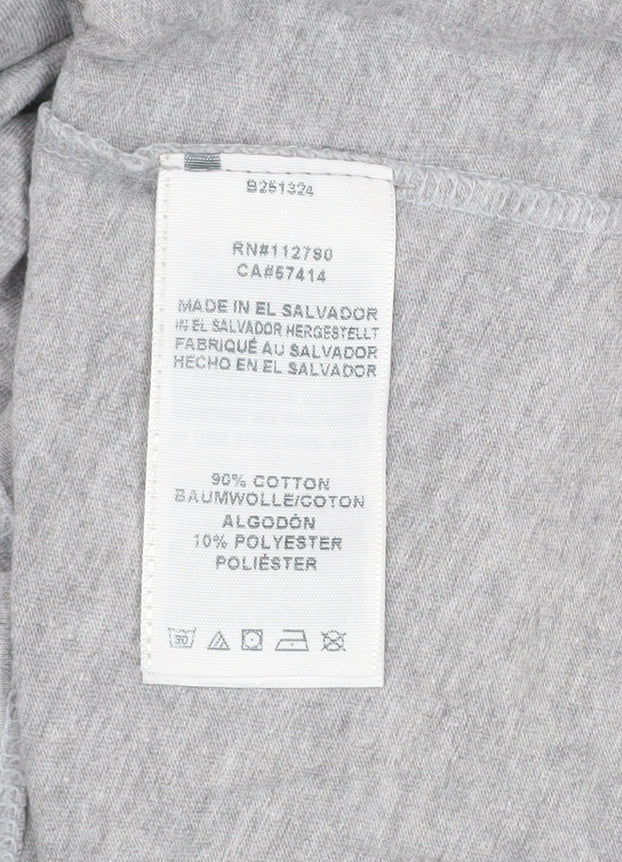 B251324
RN#112790
CA#57414
MADE IN EL SALVADOR
IN EL SALVADOR HERGESTELLT
FABRIQUÉ AU SALVADOR
HECHO EN EL SALVADOR
90% COTTON
BAUMWOLLE/COTON
ALGODÒN
10% POLYESTER
POLIÉSTER
30